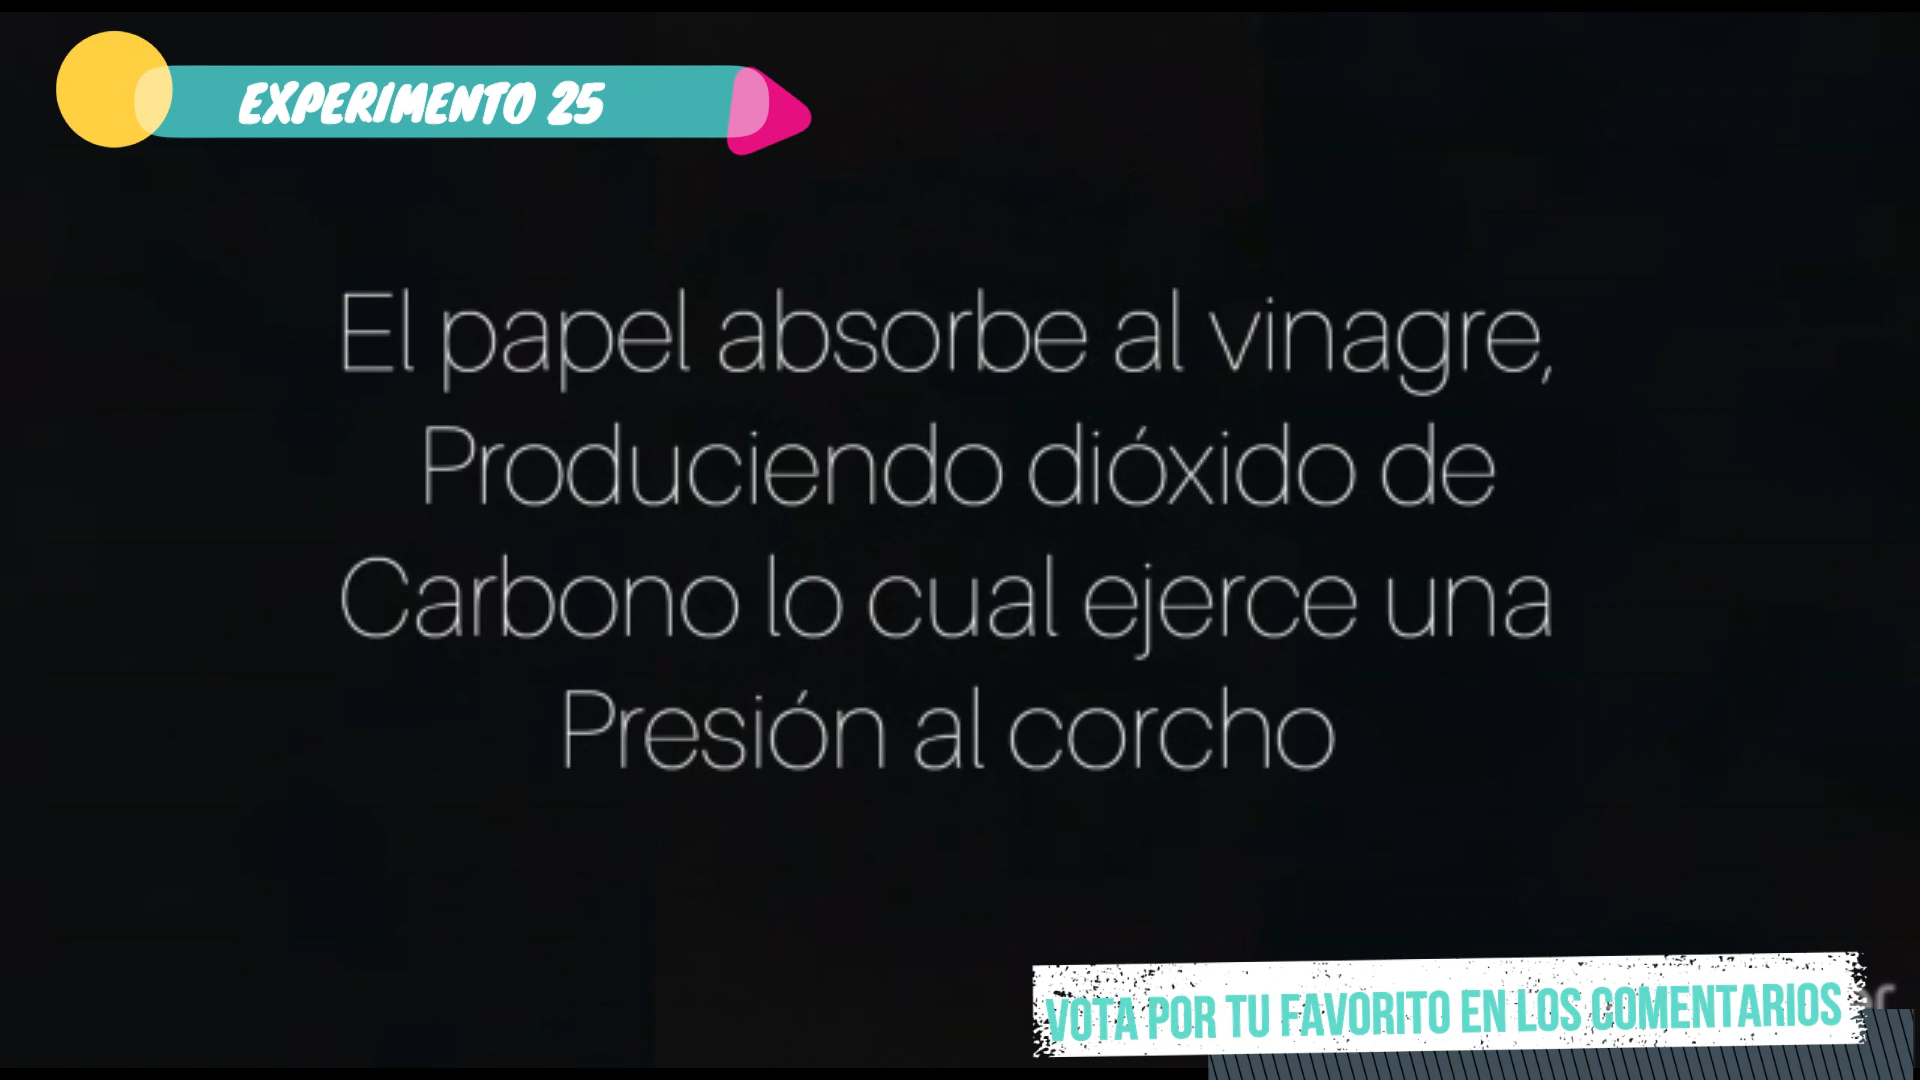 EXPERIMENTO 25
El papel absorbe al vinagre,
Produciendo dióxido de
Carbono lo cual ejerce una
Presión al corcho
VOTA POR TU FAVORITO EN LOS COMENTARIOS